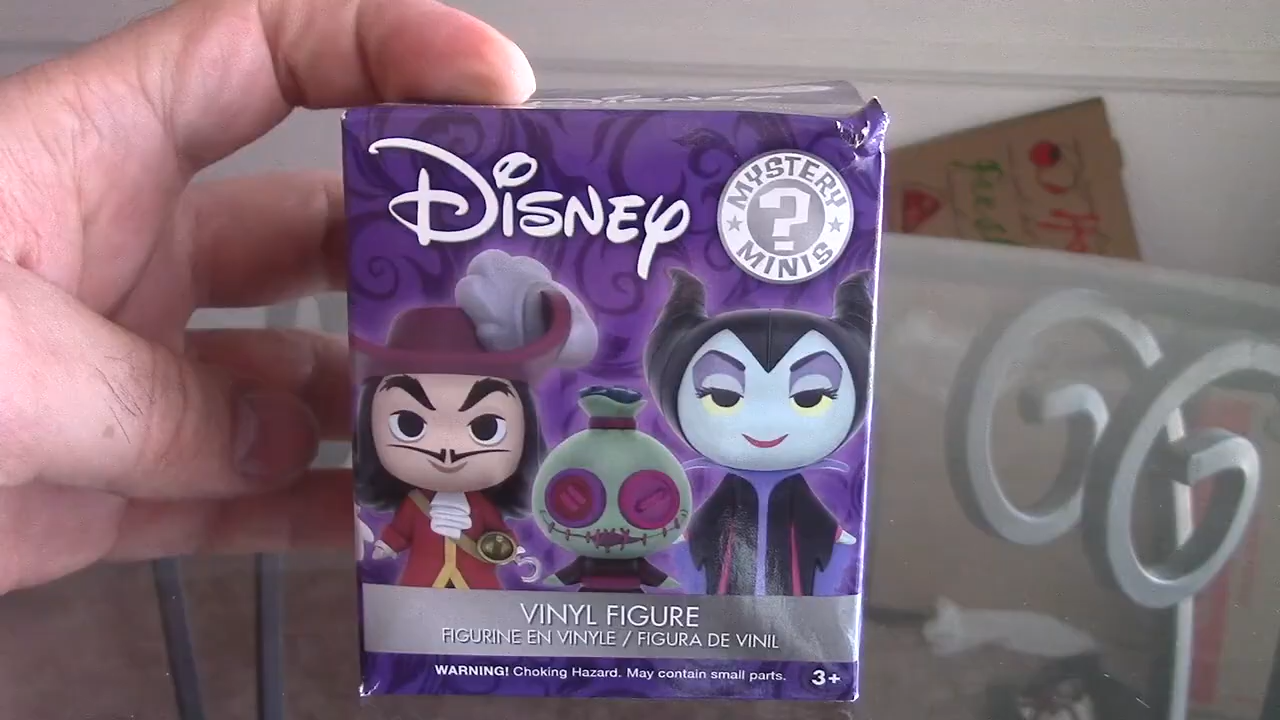 Disney
MYSTERY
?
MINIS
VINYL FIGURE
FIGURINE EN VINYLE / FIGURA DE VINIL
WARNING! Choking Hazard. May contain small parts.
3+
GG